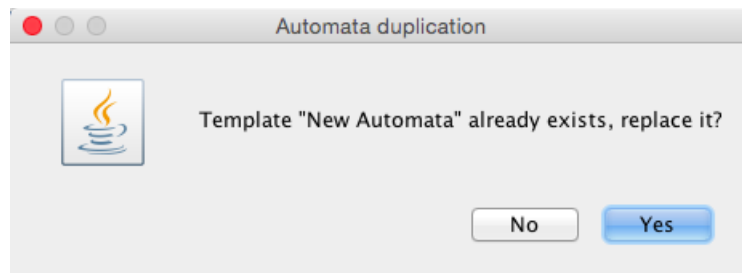 Automata duplication
Template "New Automata" already exists, replace it?
No
Yes